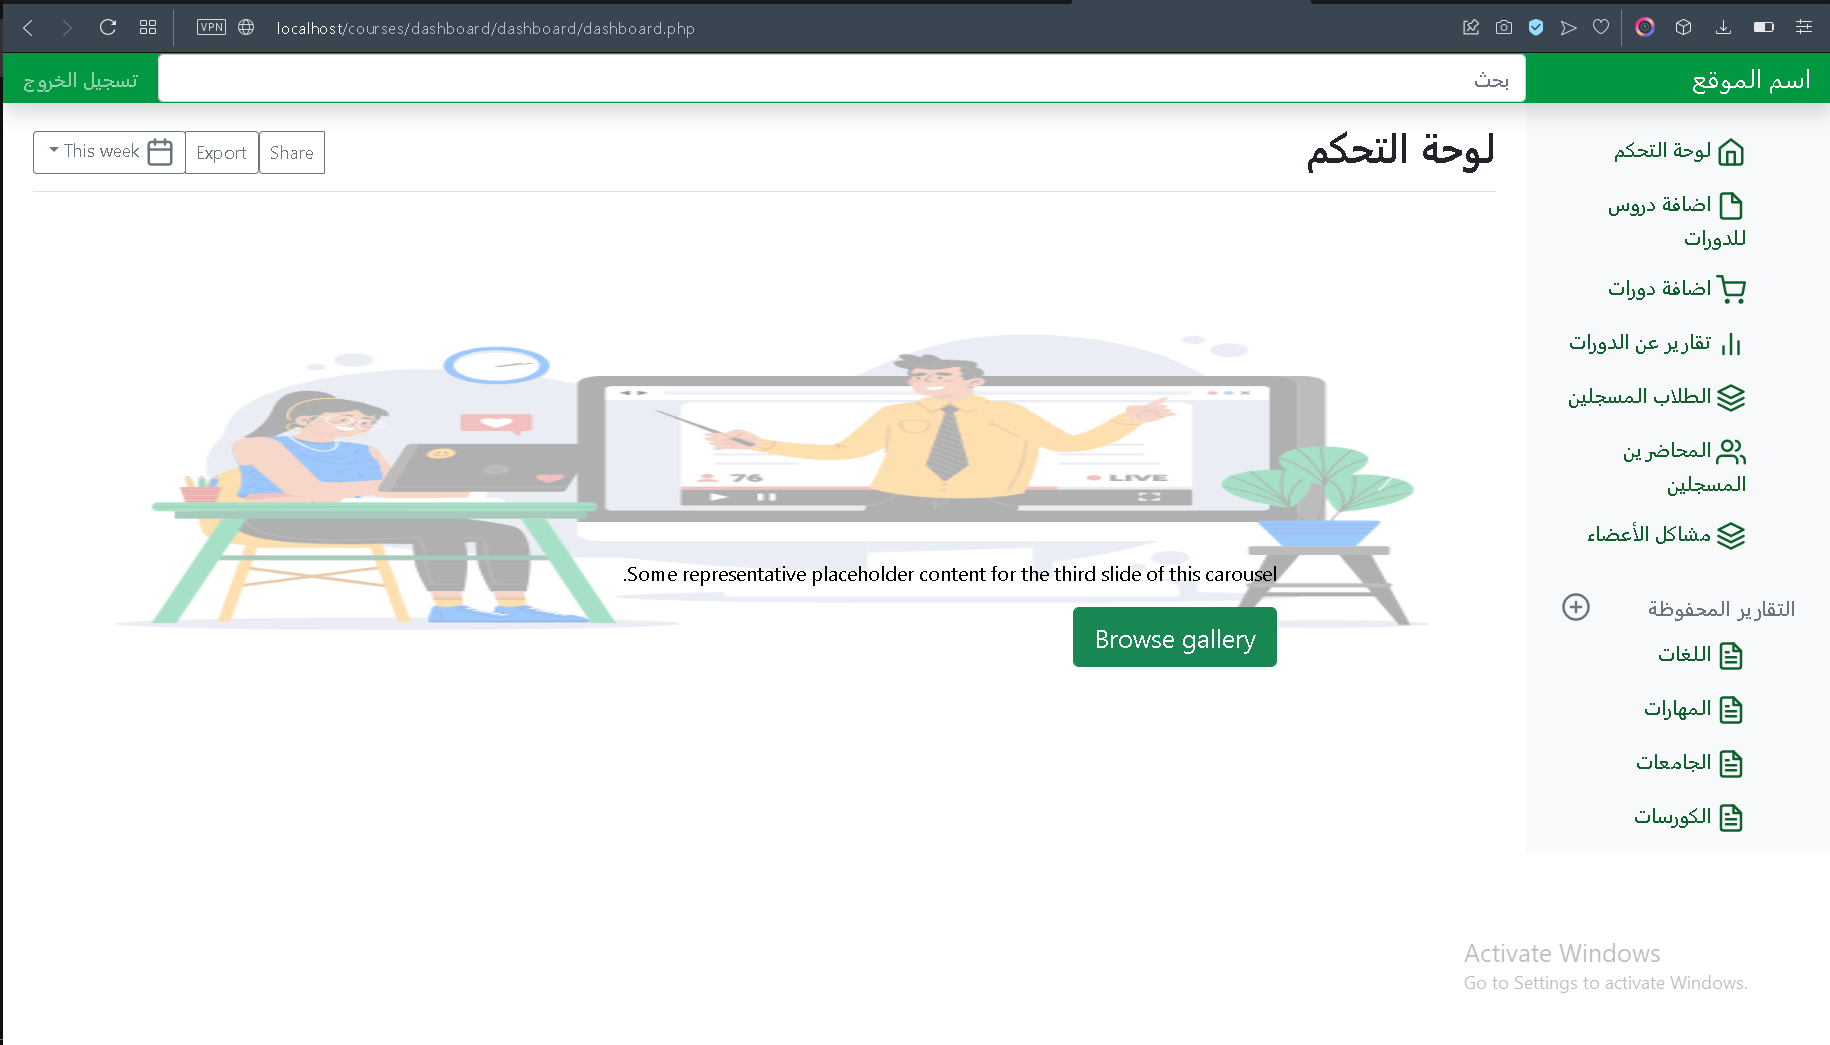 VPN
localhost/courses/dashboard/dashboard/dashboard.php
اسم الموقع
بحث
تسجيل الخروج
لوحة التحكم
اضافة دروس
للدورات
اضافة دورات
تقارير عن الدورات
الطلاب المسجلين
المحاضرين
المسجلين
مشاكل الأعضاء
التقارير المحفوظة
اللغات
المهارات
الجامعات
الكورسات
لوحة التحكم
This week
Export
Share
76
LIVE
.Some representative placeholder content for the third slide of this carousel
Browse gallery
Activate Windows
Go to Settings to activate Windows.